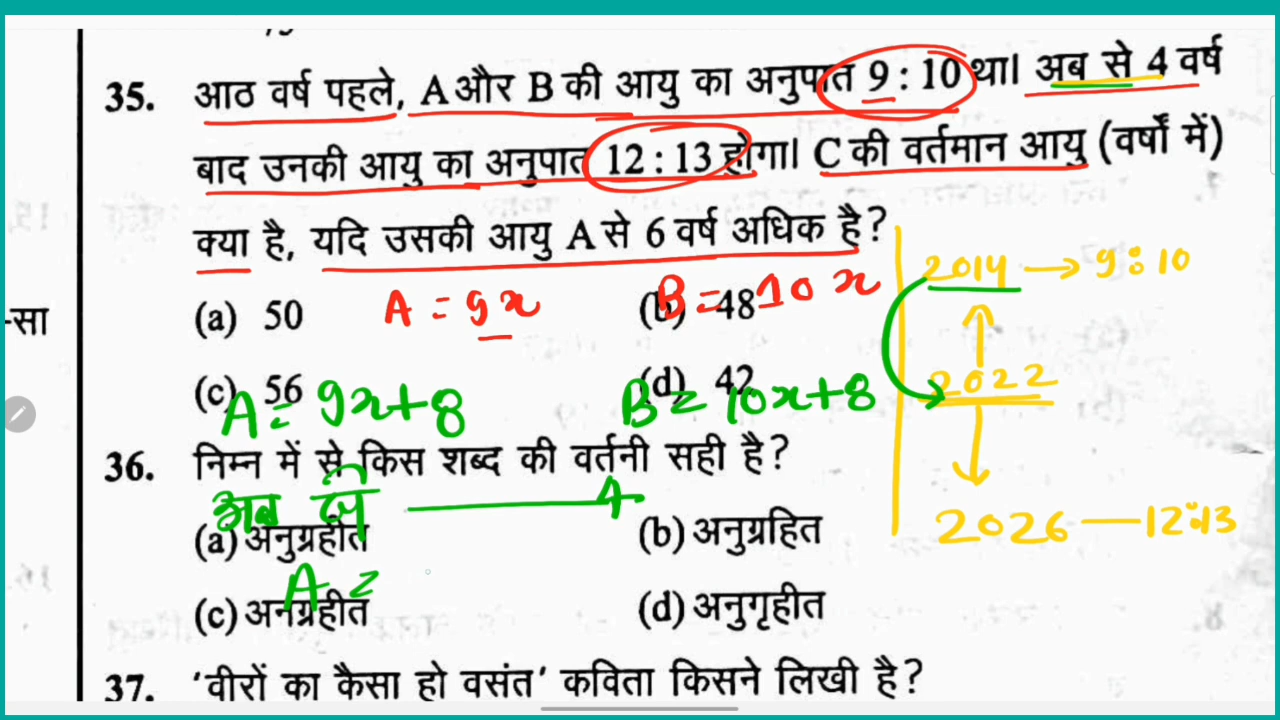 35. आठ वर्ष पहले, A और B की आयु का अनुपात 9 : 10 था। अब से 4 वर्ष
बाद उनकी आयु का अनुपात 12 : 13 होगा। C की वर्तमान आयु (वर्षों में)
क्या है, यदि उसकी आयु A से 6 वर्ष अधिक है?
2014 → 9:10
(a) 50
A = 9x
(b) 48
B = 10x
2022
(c) 56
(d) 42
A = 9x+8
B = 10x+8
-सा
36. निम्न में से किस शब्द की वर्तनी सही है?
अब से 4
2026 — 12:13
(a) अनुग्रहीत
(b) अनुग्रहित
A =
(c) अनग्रहीत
(d) अनुगृहीत
37. 'वीरों का कैसा हो वसंत' कविता किसने लिखी है?